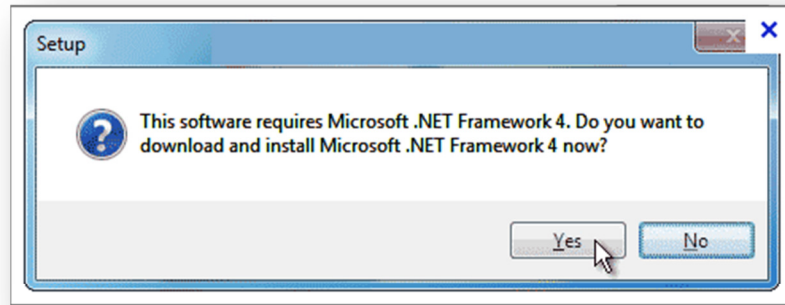 Setup
This software requires Microsoft .NET Framework 4. Do you want to
download and install Microsoft .NET Framework 4 now?
Yes
No